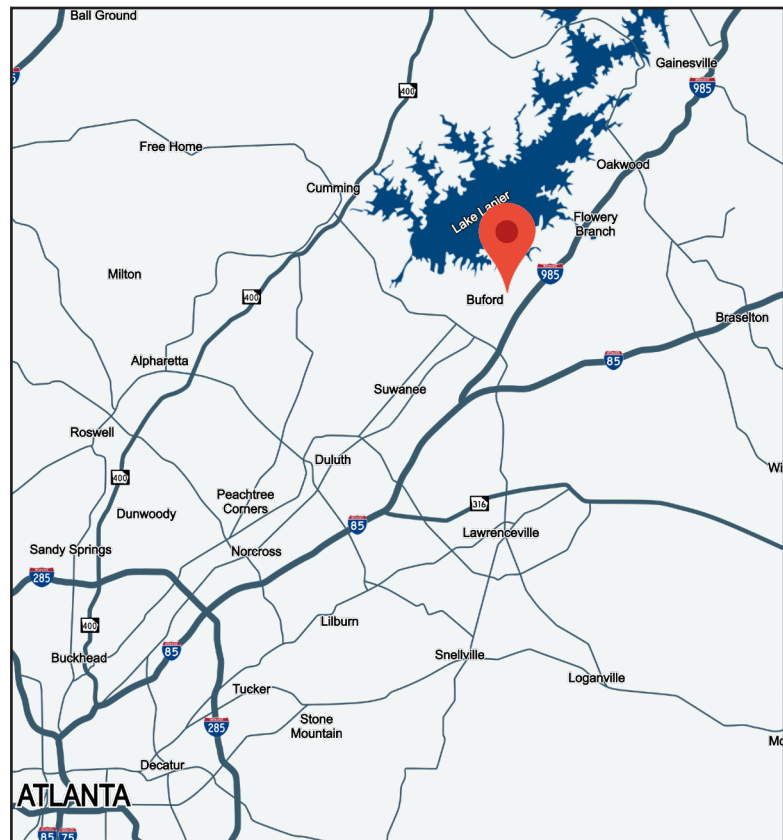 Ball Ground
Gainesville
985
400
Free Home
Oakwood
Cumming
Lake Lanier
Flowery
Branch
Milton
985
400
Buford
Braselton
Alpharetta
85
Suwanee
Roswell
Duluth
400
Wi
Peachtree
Corners
316
Dunwoody
85
Lawrenceville
Sandy Springs
Norcross
285
Lilburn
400
85
Buckhead
Snellville
Loganville
Tucker
Stone
Mountain
285
Mo
Decatur
ATLANTA
85
75